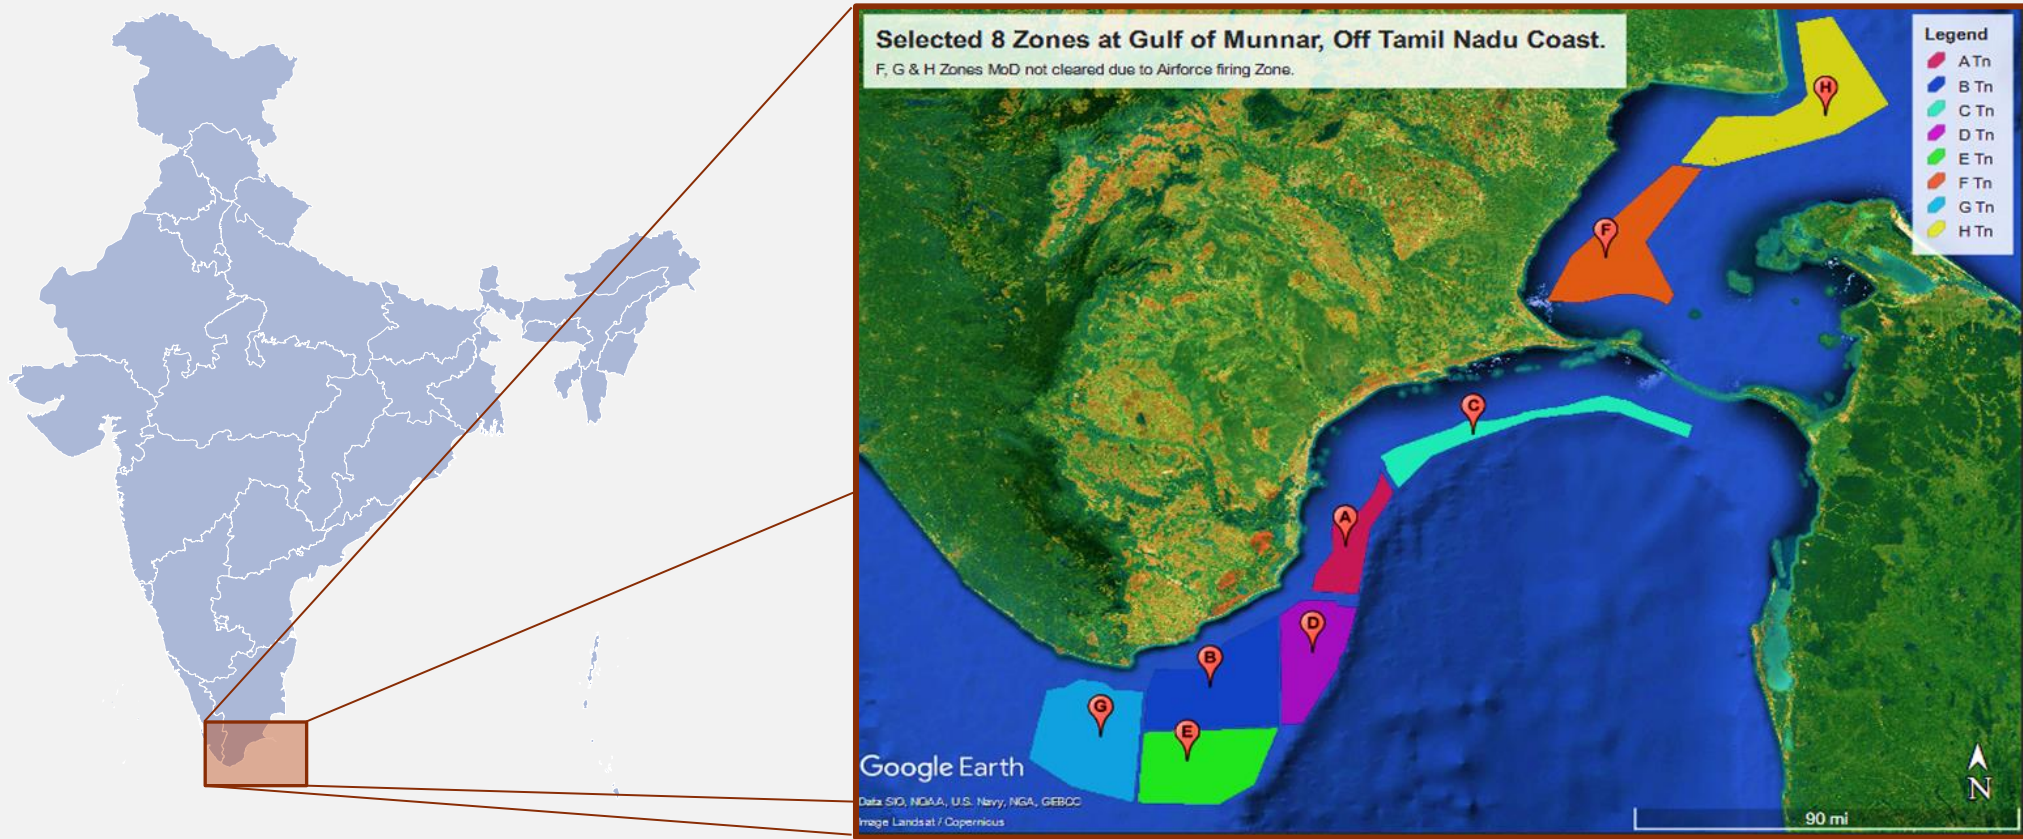 Selected 8 Zones at Gulf of Munnar, Off Tamil Nadu Coast.
F, G & H Zones MoD not cleared due to Airforce firing Zone.
Legend
A Tn
B Tn
C Tn
D Tn
E Tn
F Tn
G Tn
H Tn
H
F
C
A
D
B
G
E
Google Earth
Data SIO, NOAA, U.S. Navy, NGA, GEBCO
Image Landsat / Copernicus
N
90 mi